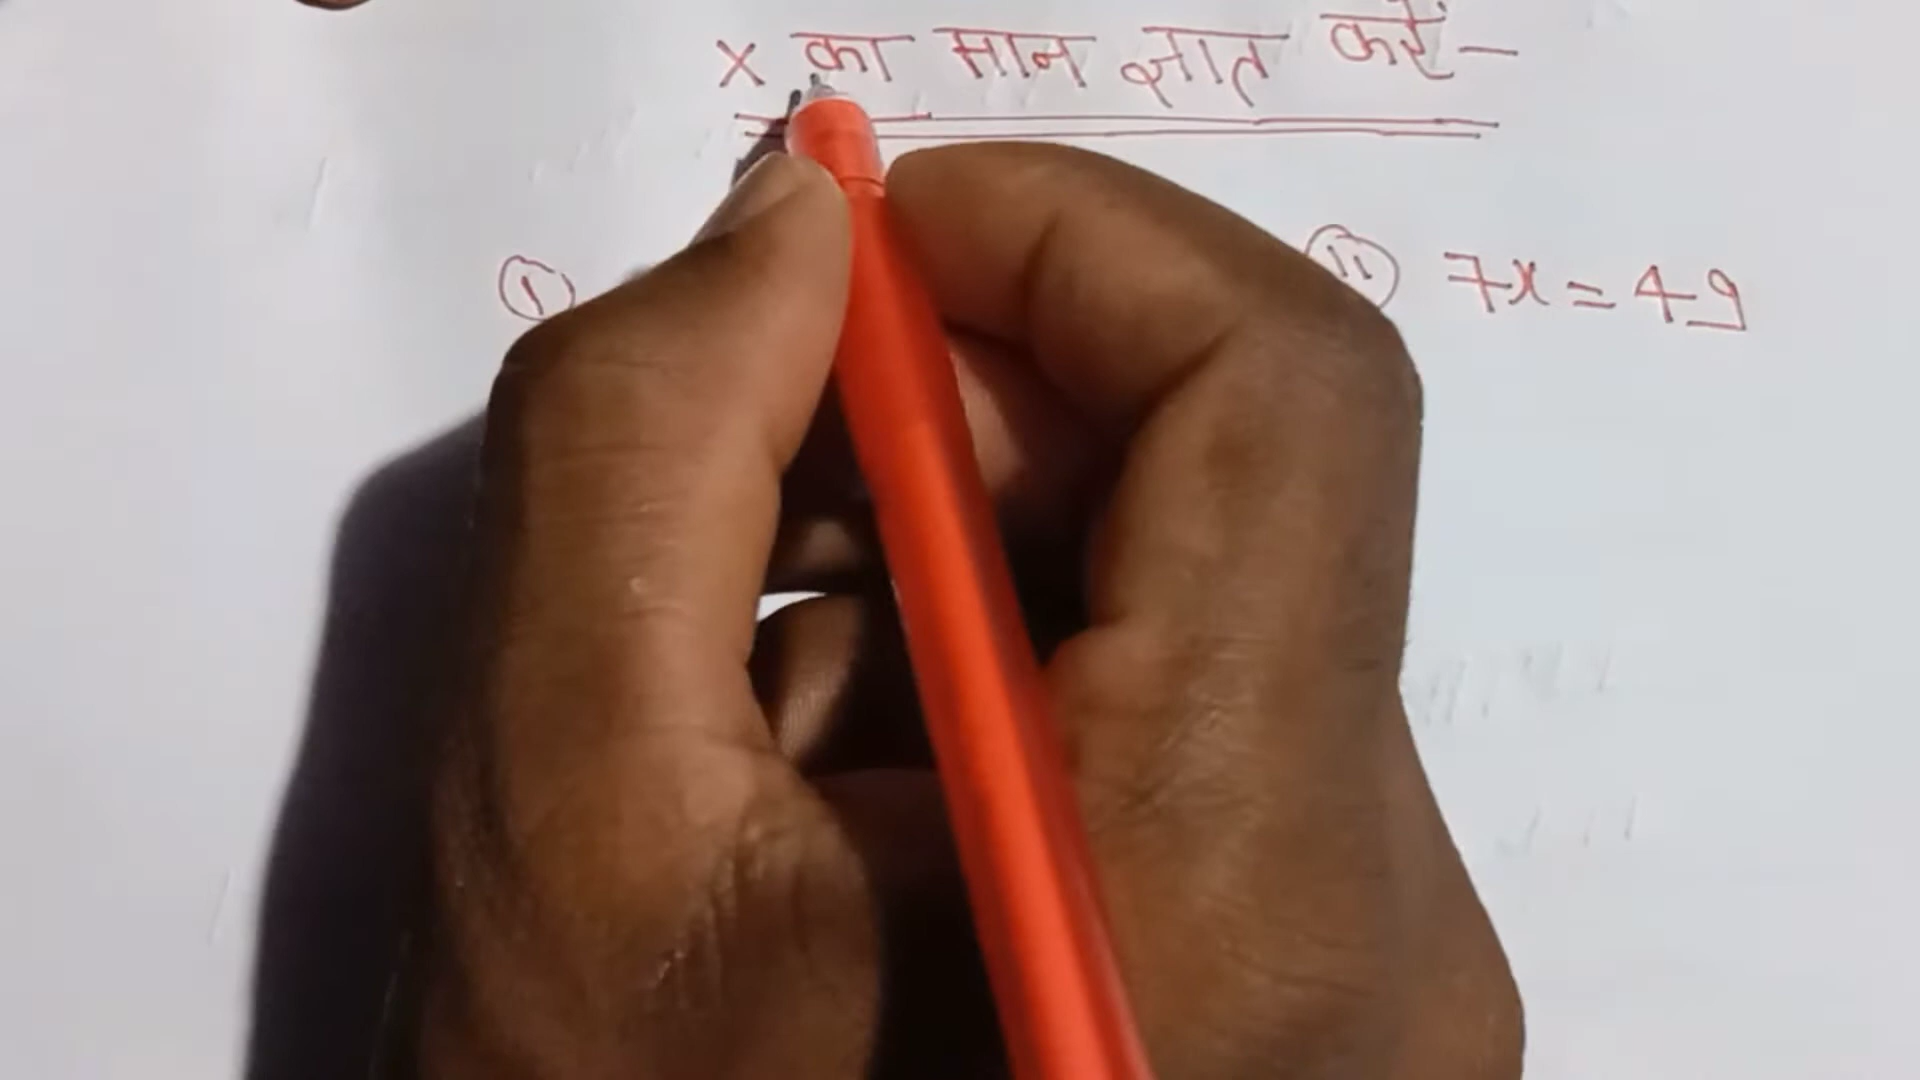 x का मान ज्ञात करें-
(i) (ii) 7x = 49